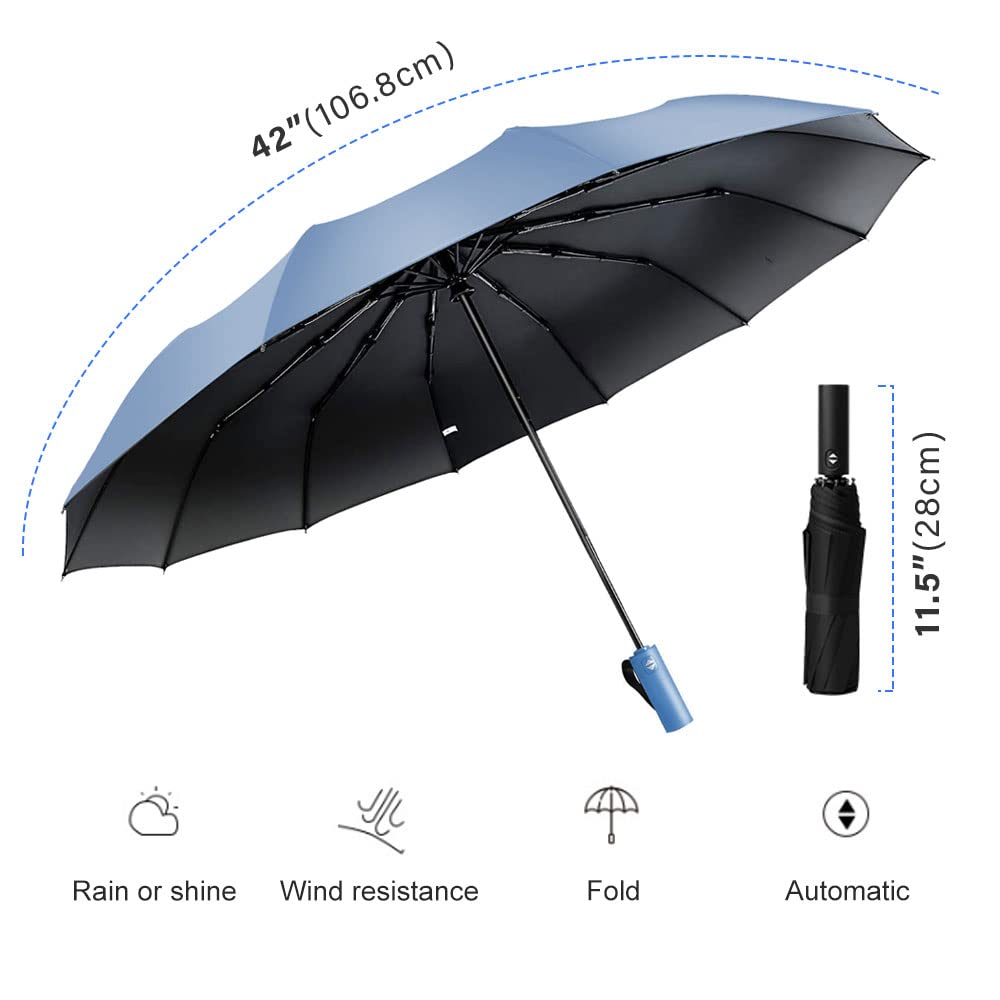 42″(106.8cm)
11.5″(28cm)
Rain or shine
Wind resistance
Fold
Automatic